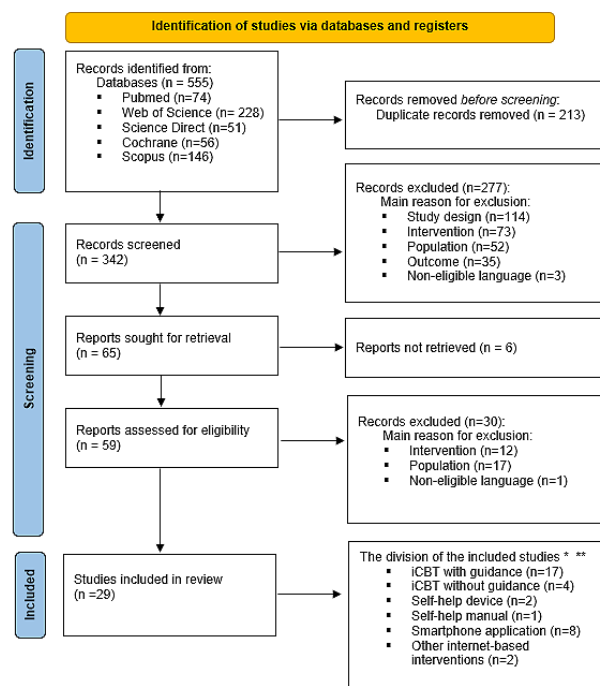 Identification of studies via databases and registers
Identification
Records identified from:
Databases (n = 555)
▪ Pubmed (n=74)
▪ Web of Science (n= 228)
▪ Science Direct (n=51)
▪ Cochrane (n=56)
▪ Scopus (n=146)
Records removed before screening:
Duplicate records removed (n = 213)
Screening
Records screened
(n = 342)
Records excluded (n=277):
Main reason for exclusion:
▪ Study design (n=114)
▪ Intervention (n=73)
▪ Population (n=52)
▪ Outcome (n=35)
▪ Non-eligible language (n=3)
Reports sought for retrieval
(n = 65)
Reports not retrieved (n = 6)
Reports assessed for eligibility
(n = 59)
Records excluded (n=30):
Main reason for exclusion:
▪ Intervention (n=12)
▪ Population (n=17)
▪ Non-eligible language (n=1)
Included
Studies included in review
(n =29)
The division of the included studies * **
▪ iCBT with guidance (n=17)
▪ iCBT without guidance (n=4)
▪ Self-help device (n=2)
▪ Self-help manual (n=1)
▪ Smartphone application (n=8)
▪ Other internet-based
interventions (n=2)